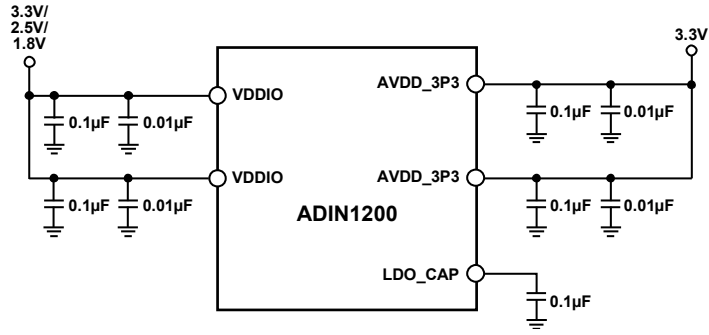 3.3V/
2.5V/
1.8V
3.3V
VDDIO
AVDD_3P3
0.1µF
0.01µF
0.1µF
0.01µF
VDDIO
AVDD_3P3
0.1µF
0.01µF
ADIN1200
0.1µF
0.01µF
LDO_CAP
0.1µF